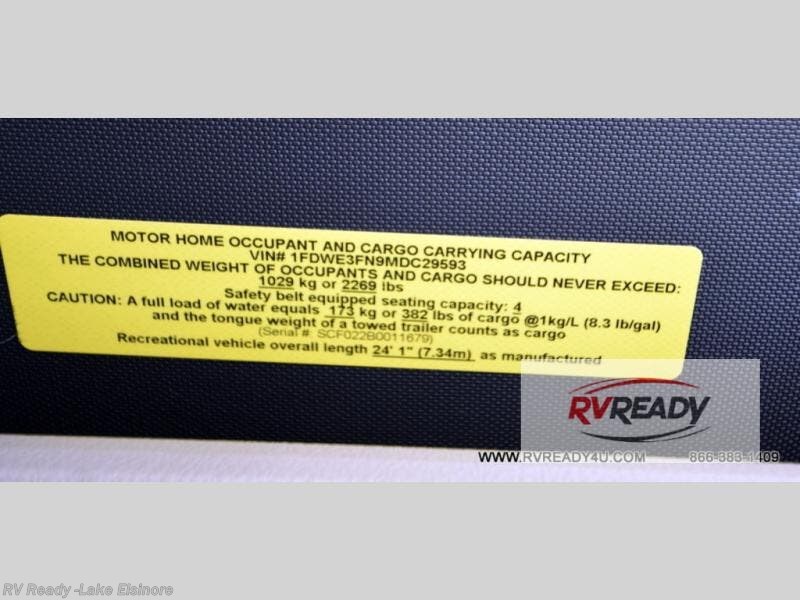 MOTOR HOME OCCUPANT AND CARGO CARRYING CAPACITY
VIN# 1FDWE3FN9MDC29593
THE COMBINED WEIGHT OF OCCUPANTS AND CARGO SHOULD NEVER EXCEED:
1029 kg or 2269 lbs
Safety belt equipped seating capacity: 4
CAUTION: A full load of water equals 173 kg or 382 lbs of cargo @1kg/L (8.3 lb/gal)
and the tongue weight of a towed trailer counts as cargo
(Serial #: SCF022B0011679)
Recreational vehicle overall length 24' 1" (7.34m) as manufactured
RVREADY
WWW.RVREADY4U.COM 866-383-1409
RV Ready -Lake Elsinore